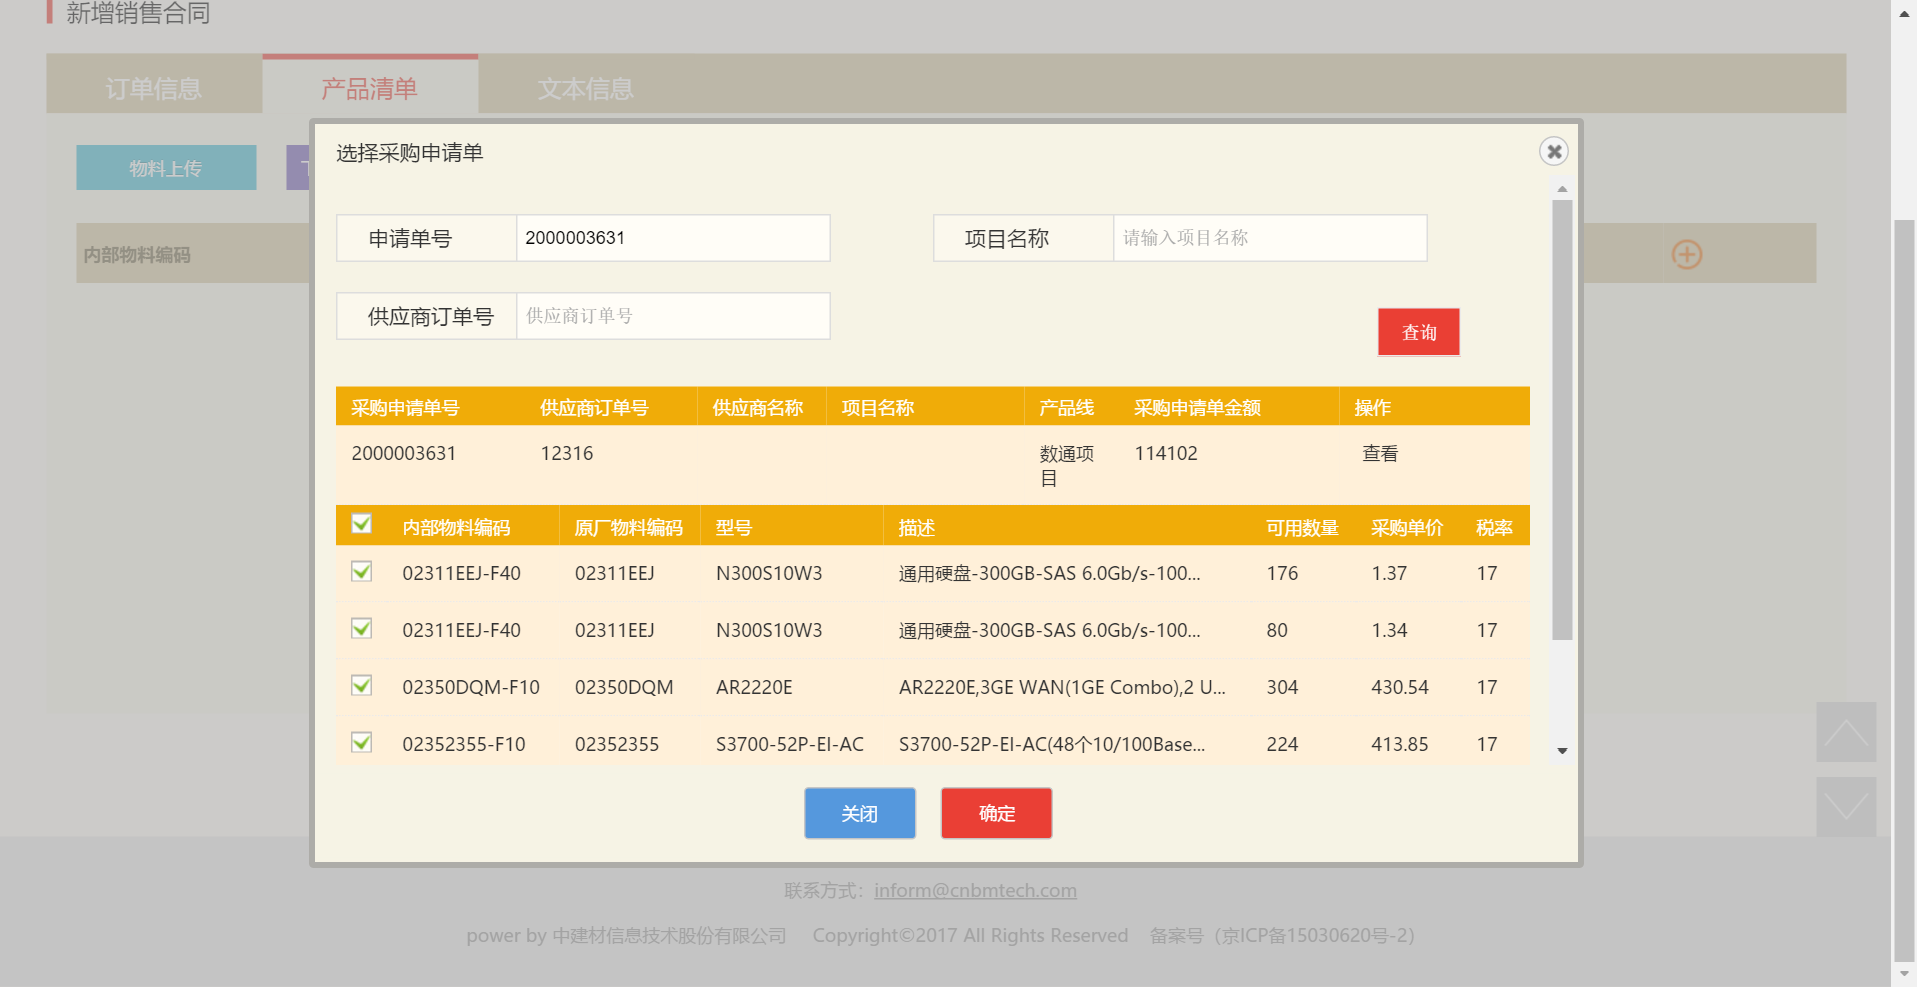 新增销售合同
订单信息 产品清单 文本信息
物料上传
内部物料编码
选择采购申请单
申请单号 2000003631 项目名称 请输入项目名称
供应商订单号 供应商订单号
查询
采购申请单号 供应商订单号 供应商名称 项目名称 产品线 采购申请单金额 操作
2000003631 12316 数通项 114102 查看
目
内部物料编码 原厂物料编码 型号 描述 可用数量 采购单价 税率
02311EEJ-F40 02311EEJ N300S10W3 通用硬盘-300GB-SAS 6.0Gb/s-100... 176 1.37 17
02311EEJ-F40 02311EEJ N300S10W3 通用硬盘-300GB-SAS 6.0Gb/s-100... 80 1.34 17
02350DQM-F10 02350DQM AR2220E AR2220E,3GE WAN(1GE Combo),2 U... 304 430.54 17
02352355-F10 02352355 S3700-52P-EI-AC S3700-52P-EI-AC(48个10/100Base... 224 413.85 17
关闭 确定
联系方式：inform@cnbmtech.com
power by 中建材信息技术股份有限公司 Copyright©2017 All Rights Reserved 备案号（京ICP备15030620号-2）